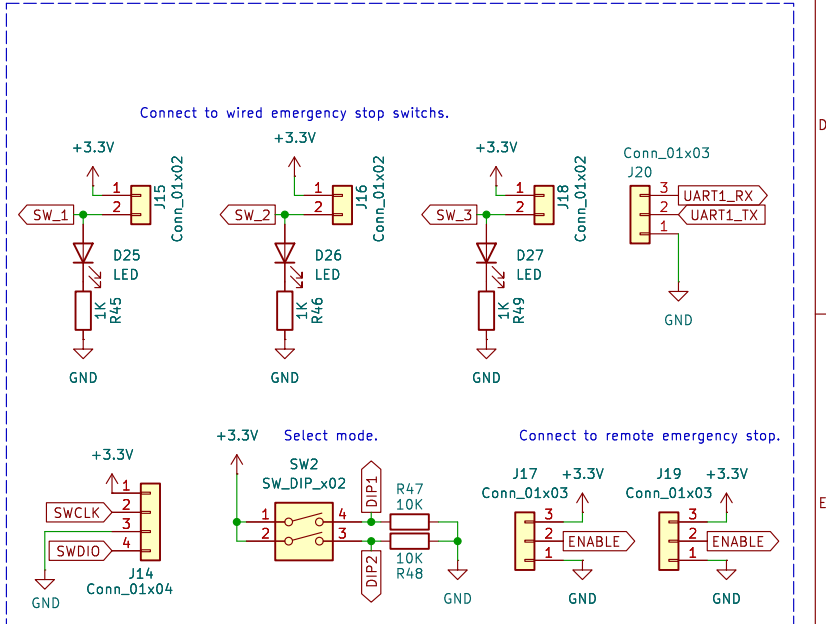 Connect to wired emergency stop switchs.
+3.3V
1
2
J15
Conn_01x02
SW_1
D25
LED
1K
R45
GND
+3.3V
1
2
J16
Conn_01x02
SW_2
D26
LED
1K
R46
GND
+3.3V
1
2
J18
Conn_01x02
SW_3
D27
LED
1K
R49
GND
Conn_01x03
J20
3
UART1_RX
2
UART1_TX
1
GND
D
+3.3V
1
SWCLK
2
3
SWDIO
4
J14
Conn_01x04
GND
Select mode.
+3.3V
SW2
SW_DIP_x02
1
4
2
3
DIP1
DIP2
R47
10K
10K
R48
GND
Connect to remote emergency stop.
J17
+3.3V
Conn_01x03
3
2
ENABLE
1
GND
J19
+3.3V
Conn_01x03
3
2
ENABLE
1
GND
E